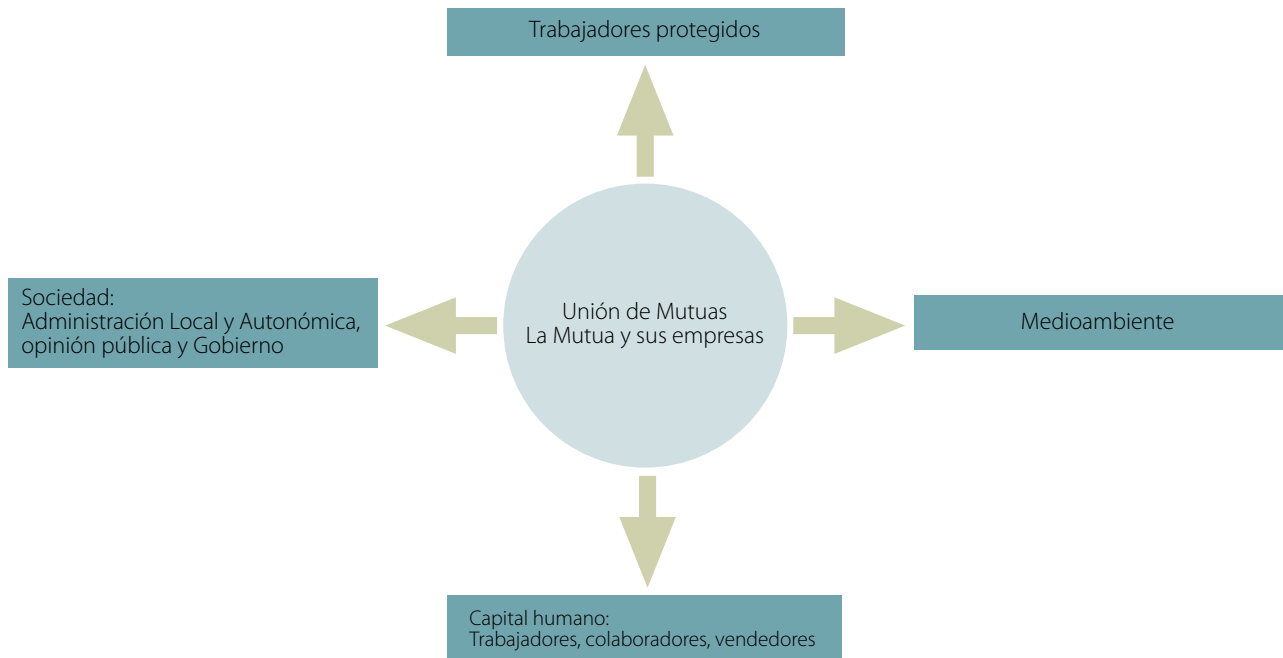 Trabajadores protegidos
Sociedad:
Administración Local y Autonómica,
opinión pública y Gobierno
Unión de Mutuas
La Mutua y sus empresas
Medioambiente
Capital humano:
Trabajadores, colaboradores, vendedores